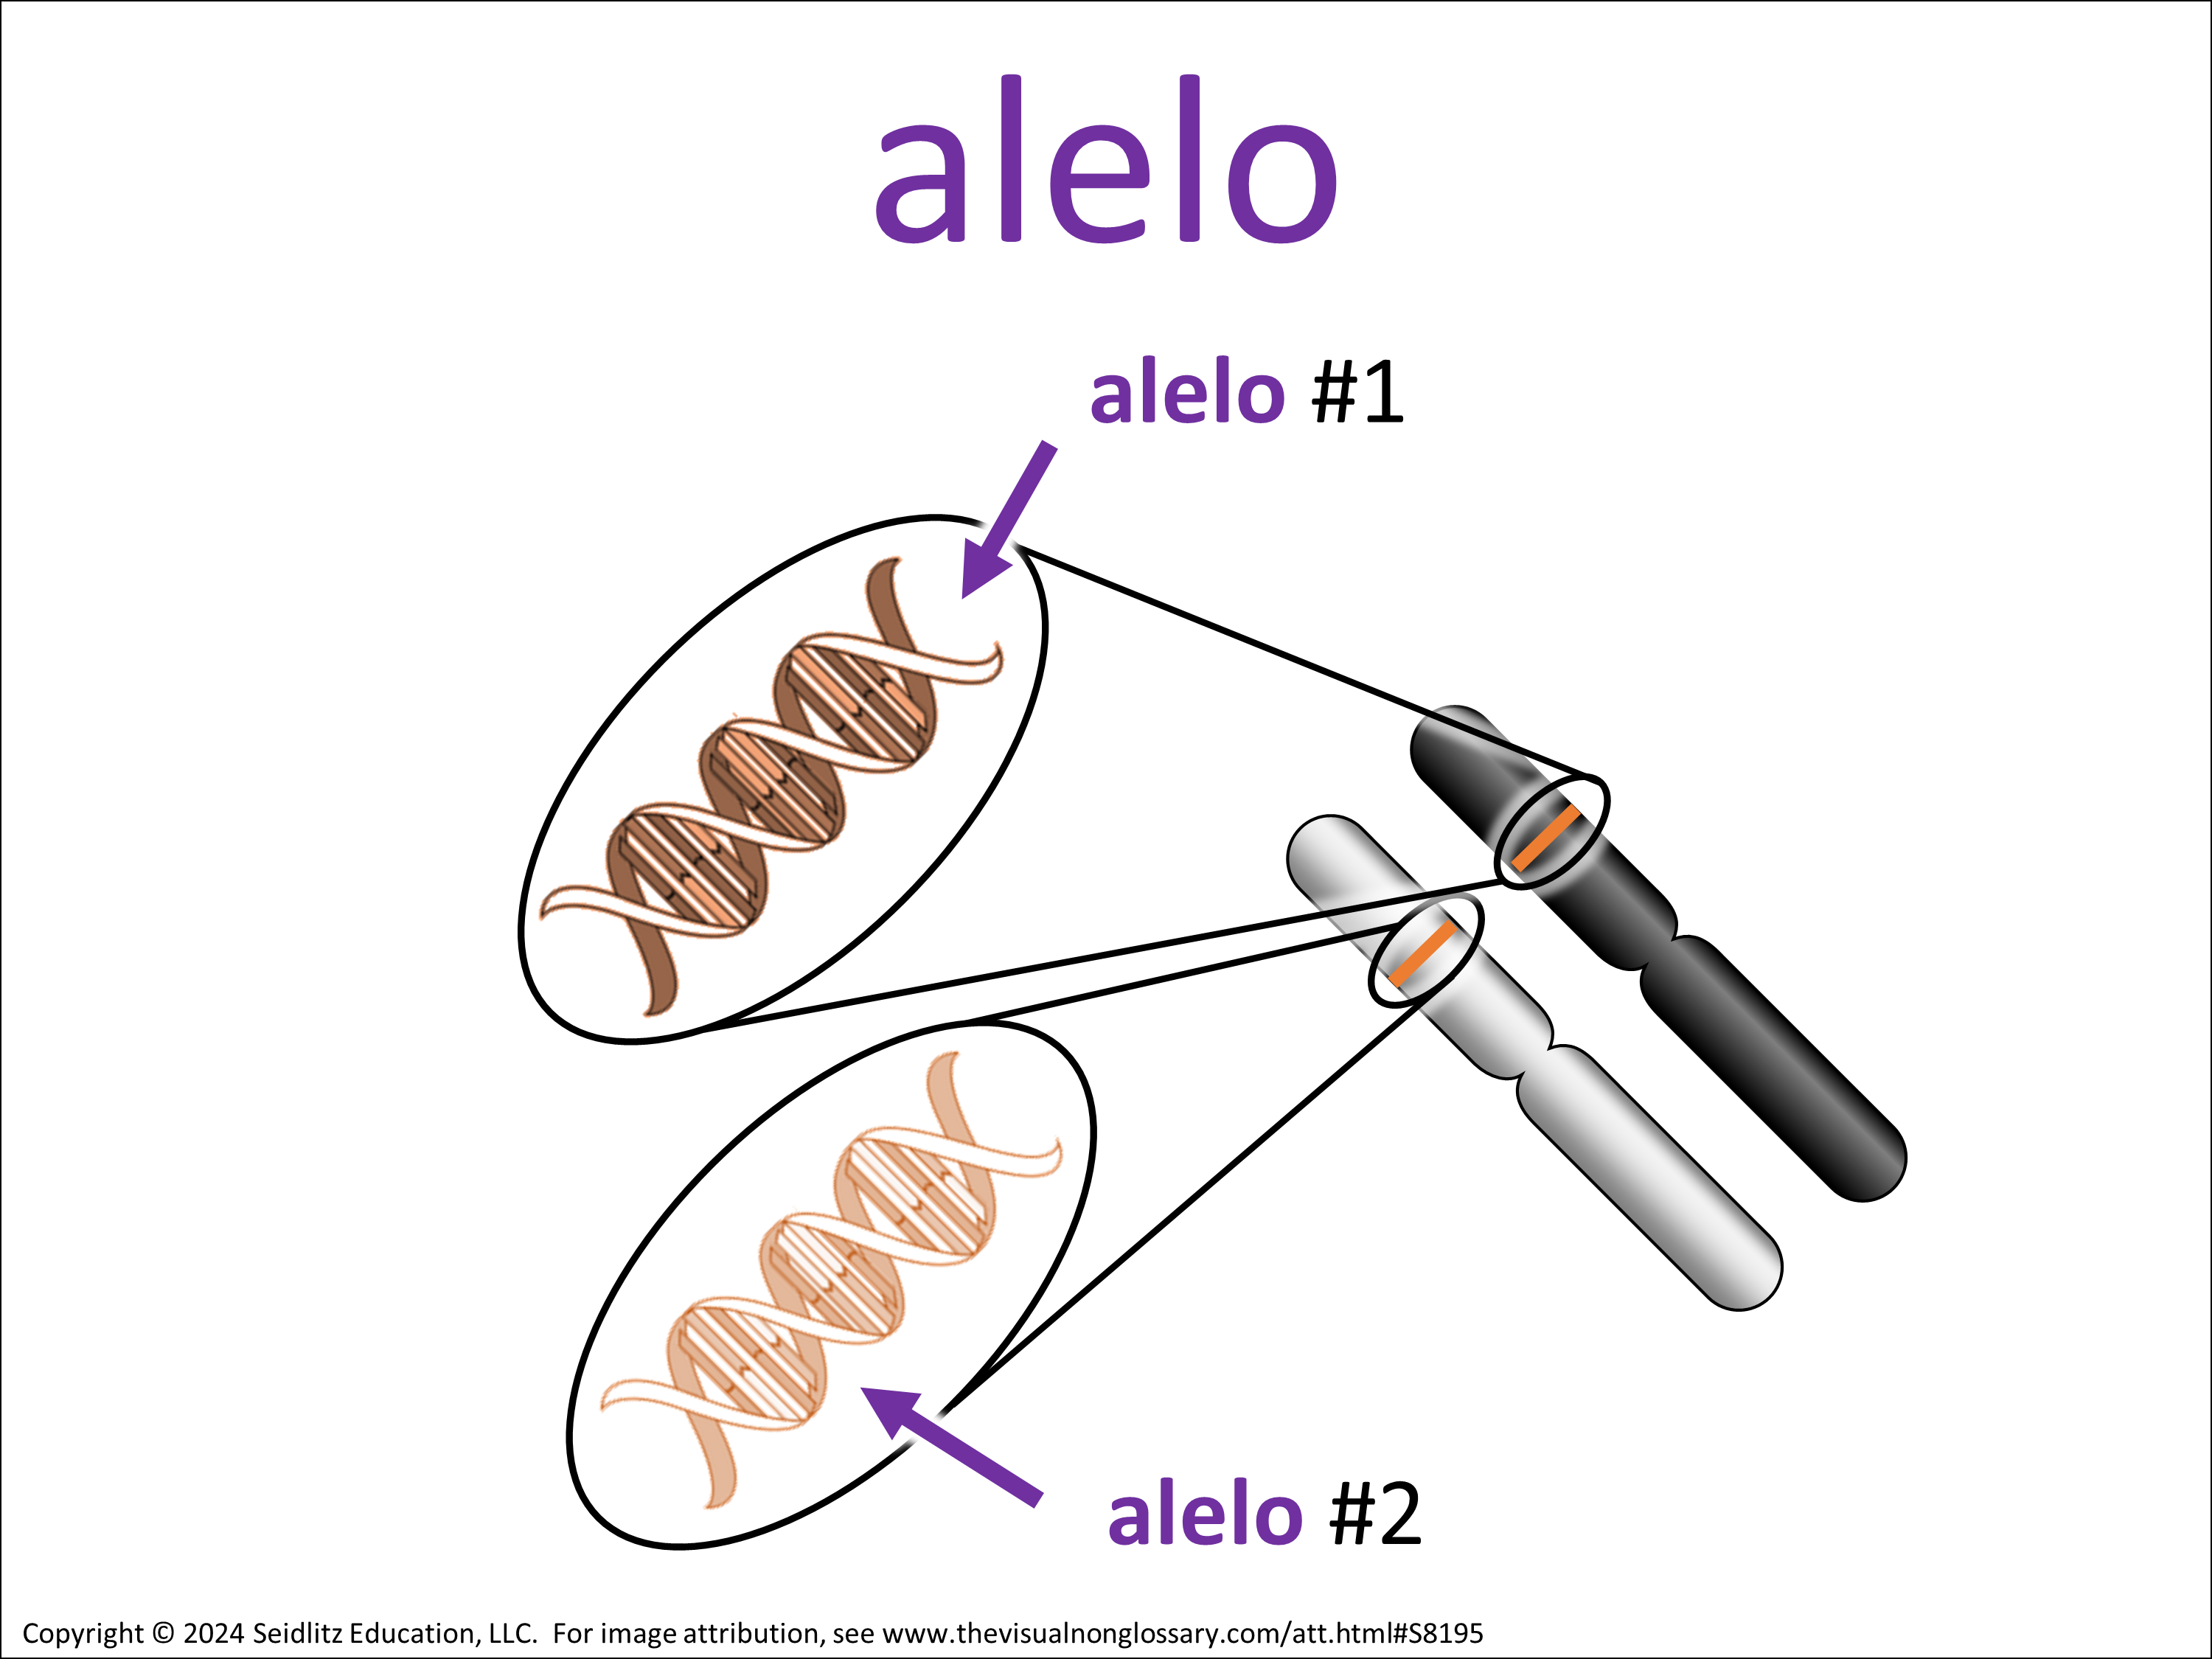 alelo
alelo #1
alelo #2
Copyright © 2024 Seidlitz Education, LLC.  For image attribution, see www.thevisualnonglossary.com/att.html#S8195